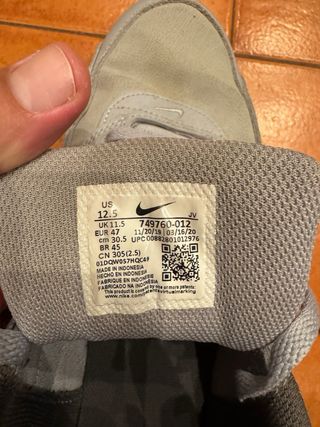 US
12.5
JV
UK 11.5 749760-012
EUR 47 11/20/19 03/16/20
cm 30.5 UPC 00882801012976
BR 45
CN 305(2.5)
MADE IN INDONESIA
HECHO EN INDONESIA
FABRIQUE EN INDONESIE
FABRICADO NA INDONESIA